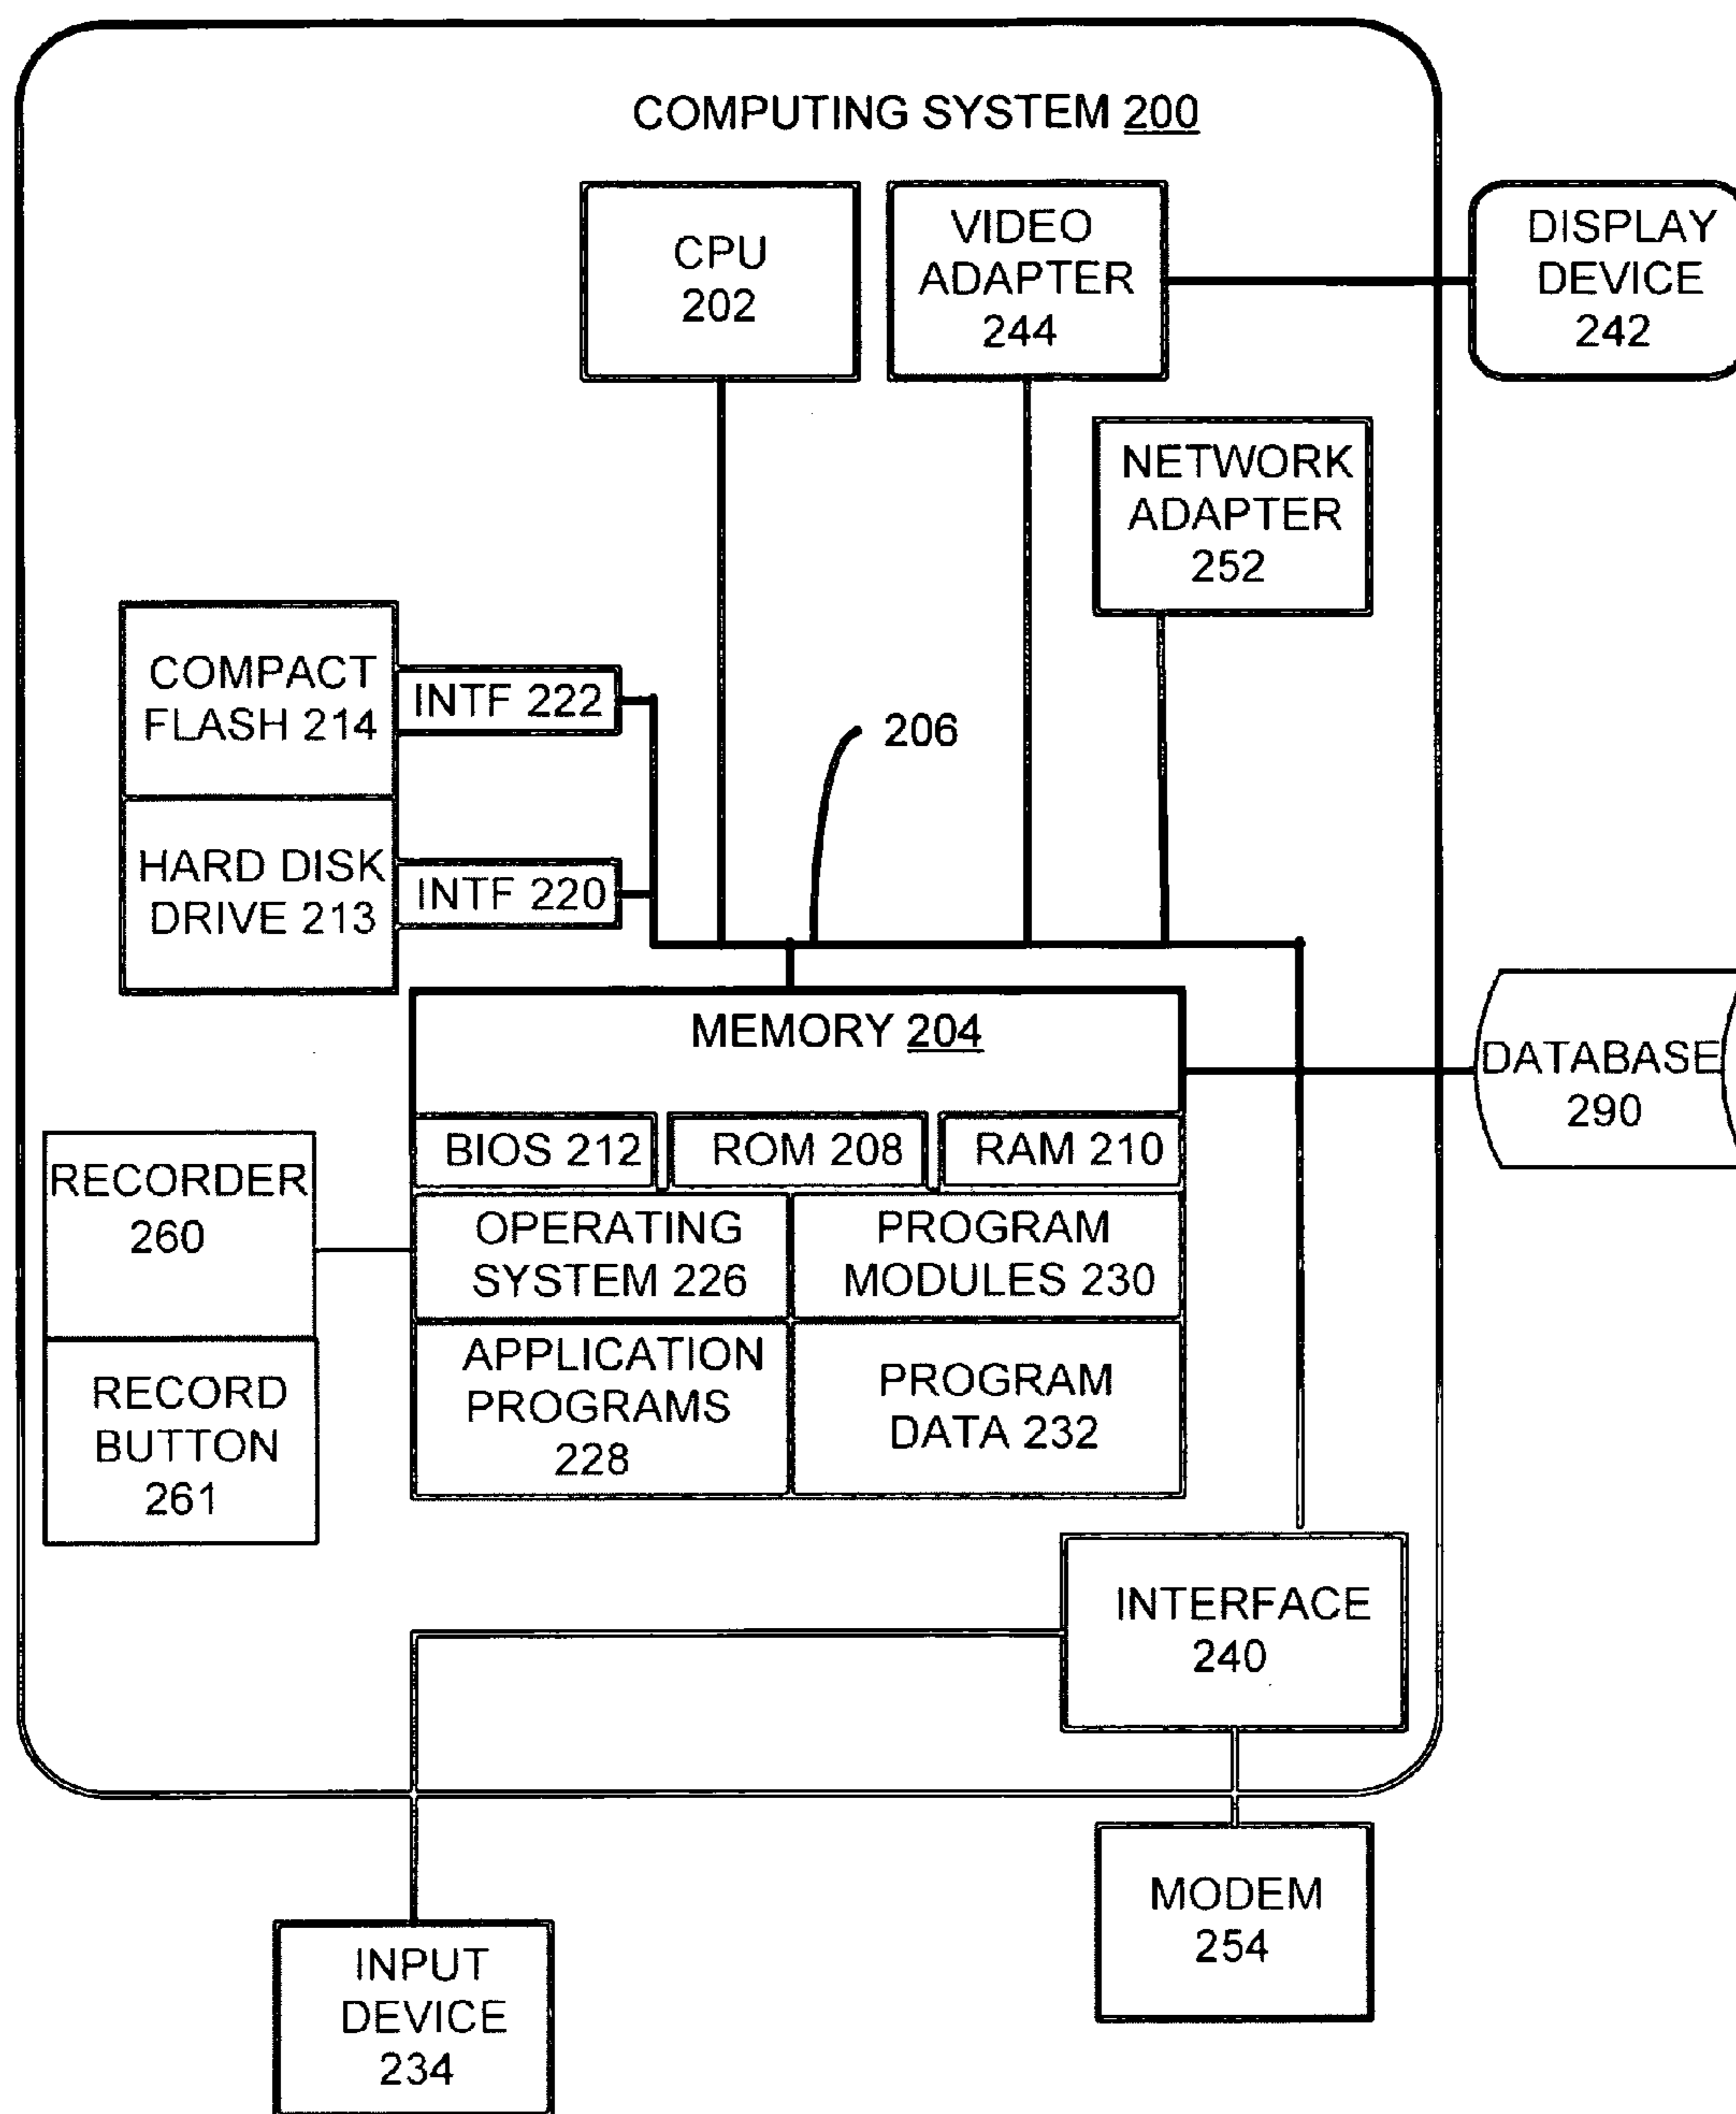 COMPUTING SYSTEM 200
CPU
202
VIDEO
ADAPTER
244
DISPLAY
DEVICE
242
NETWORK
ADAPTER
252
COMPACT
FLASH 214
INTF 222
206
HARD DISK
DRIVE 213
INTF 220
MEMORY 204
DATABASE
290
BIOS 212
ROM 208
RAM 210
RECORDER
260
OPERATING
SYSTEM 226
PROGRAM
MODULES 230
RECORD
BUTTON
261
APPLICATION
PROGRAMS
228
PROGRAM
DATA 232
INTERFACE
240
MODEM
254
INPUT
DEVICE
234